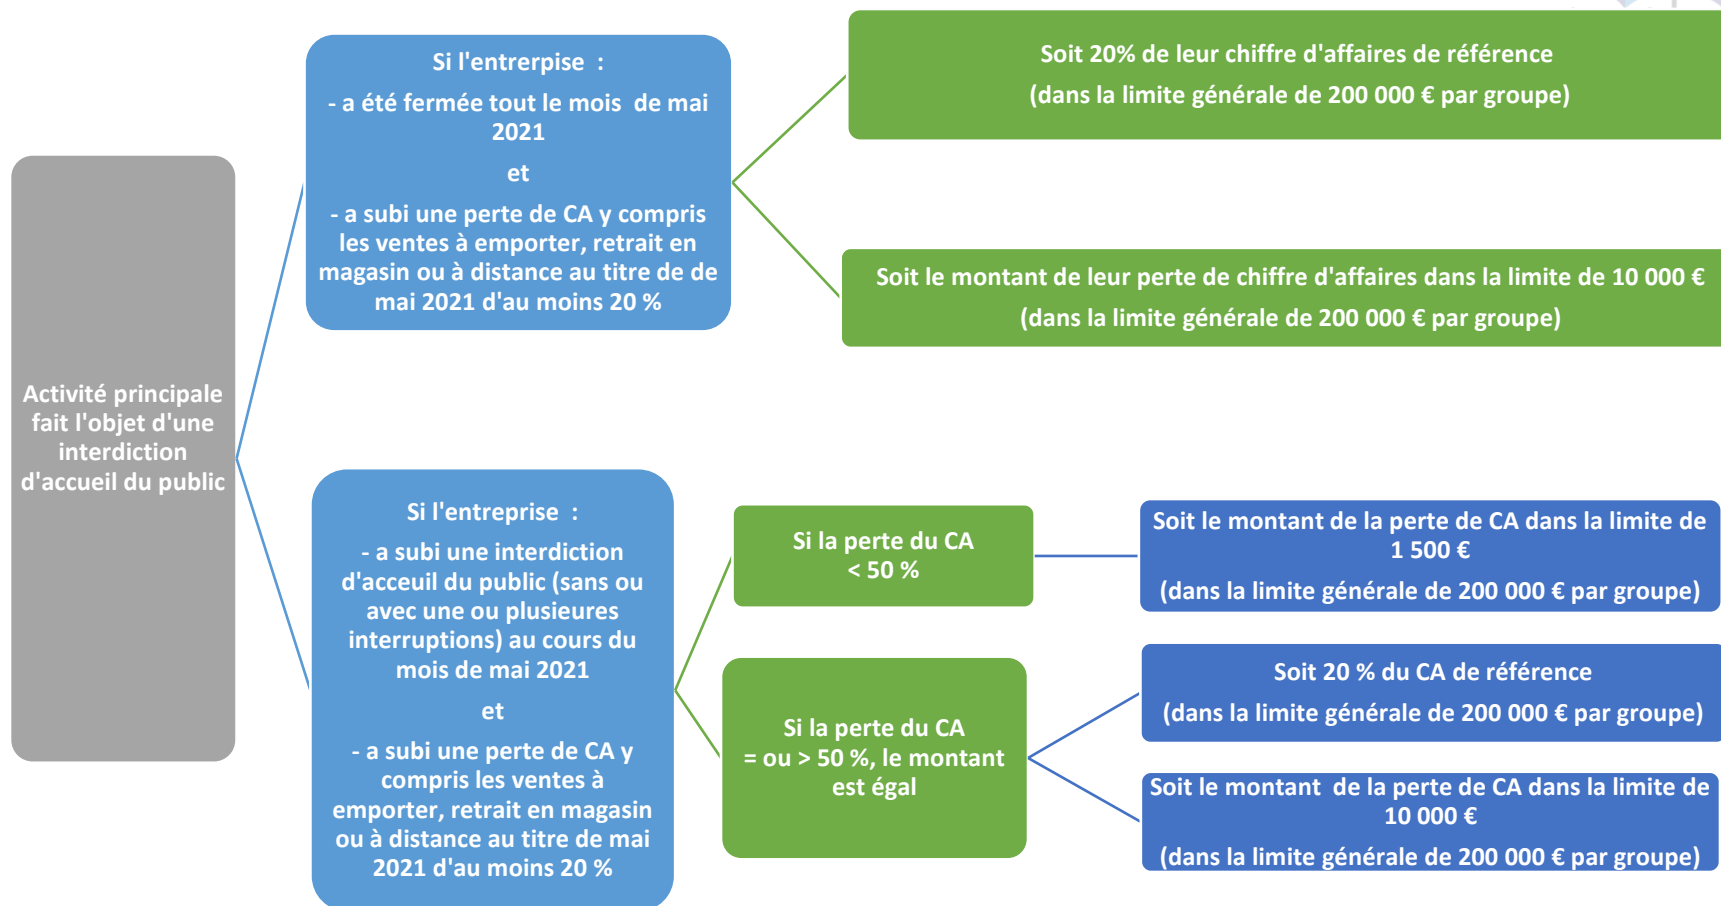 Activité principale
fait l'objet d'une
interdiction
d'accueil du public
Si l'entrerpise :
- a été fermée tout le mois de mai
2021
et
- a subi une perte de CA y compris
les ventes à emporter, retrait en
magasin ou à distance au titre de de
mai 2021 d'au moins 20 %
Soit 20% de leur chiffre d'affaires de référence
(dans la limite générale de 200 000 € par groupe)
Soit le montant de leur perte de chiffre d'affaires dans la limite de 10 000 €
(dans la limite générale de 200 000 € par groupe)
Si l'entreprise :
- a subi une interdiction
d'acceuil du public (sans ou
avec une ou plusieures
interruptions) au cours du
mois de mai 2021
et
- a subi une perte de CA y
compris les ventes à
emporter, retrait en magasin
ou à distance au titre de mai
2021 d'au moins 20 %
Si la perte du CA
< 50 %
Soit le montant de la perte de CA dans la limite de
1 500 €
(dans la limite générale de 200 000 € par groupe)
Si la perte du CA
= ou > 50 %, le montant
est égal
Soit 20 % du CA de référence
(dans la limite générale de 200 000 € par groupe)
Soit le montant de la perte de CA dans la limite de
10 000 €
(dans la limite générale de 200 000 € par groupe)